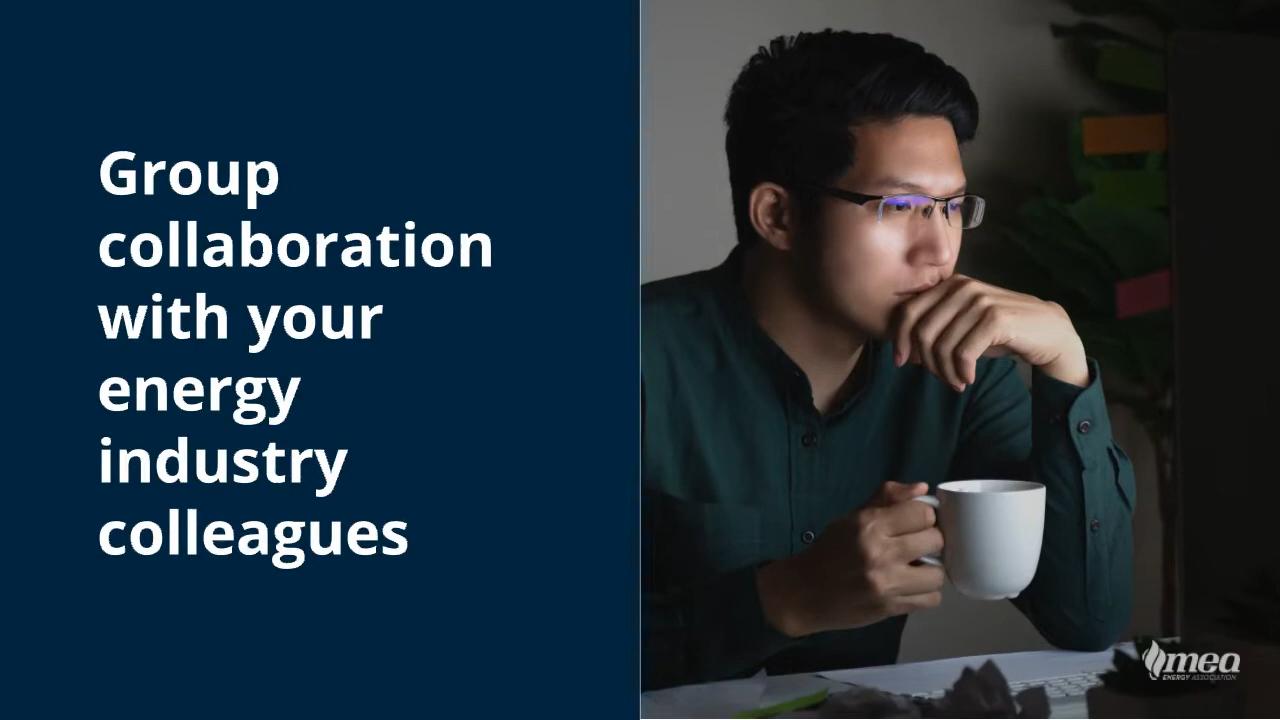 Group
collaboration
with your
energy
industry
colleagues
mea
ENERGY ASSOCIATION